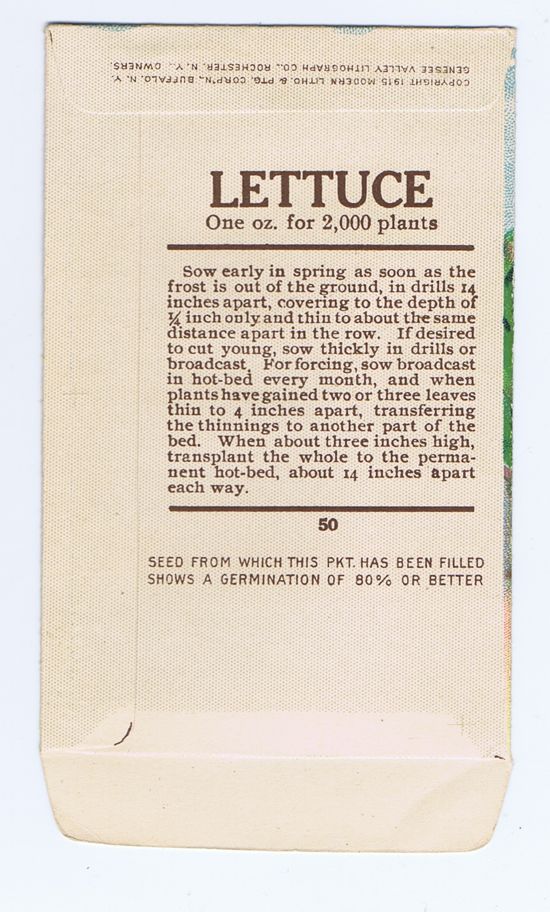 COPYRIGHT 1915 MODERN LITHO. & PTG. CORP'N., BUFFALO, N. Y.
GENESEE VALLEY LITHOGRAPH CO., ROCHESTER, N. Y., OWNERS.
LETTUCE
One oz. for 2,000 plants
Sow early in spring as soon as the
frost is out of the ground, in drills 14
inches apart, covering to the depth of
¼ inch only and thin to about the same
distance apart in the row. If desired
to cut young, sow thickly in drills or
broadcast. For forcing, sow broadcast
in hot-bed every month, and when
plants have gained two or three leaves
thin to 4 inches apart, transferring
the thinnings to another part of the
bed. When about three inches high,
transplant the whole to the perma-
nent hot-bed, about 14 inches apart
each way.
50
SEED FROM WHICH THIS PKT. HAS BEEN FILLED
SHOWS A GERMINATION OF 80% OR BETTER